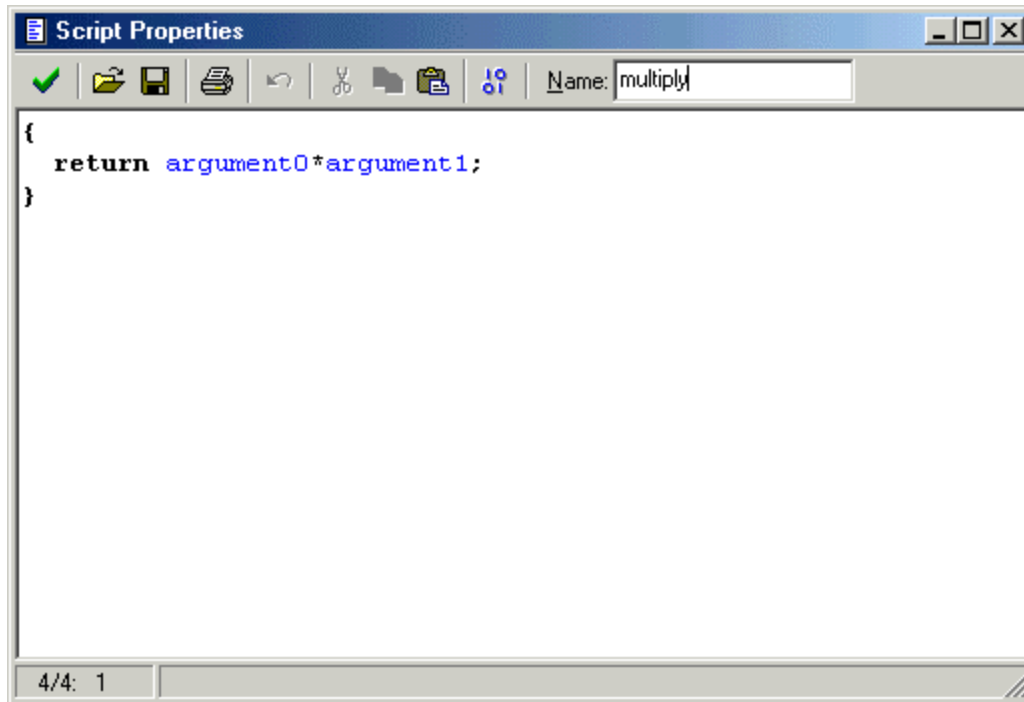 Script Properties
Name: multiply
{
return argument0*argument1;
}
4/4: 1